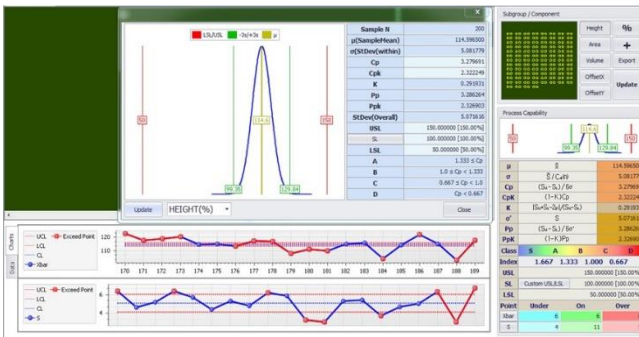 LSL/USL
-3s/+3s
μ
50
114.6
150
99.35
129.84
Update
HEIGHT(%)
Close
Sample N 200
μ(SampleMean) 114.596500
σ(StDev(within) 5.081779
Cp 3.279691
Cpk 2.322249
K 0.291931
Pp 3.286264
Ppk 2.326903
StDev(Overall) 5.071616
USL 150.000000 [150.00%]
SL 100.000000 [100.00%]
LSL 50.000000 [50.00%]
A 1.333 ≤ Cp
B 1.0 ≤ Cp < 1.333
C 0.667 ≤ Cp < 1.0
D Cp < 0.667
Charts
Data
UCL Exceed Point
LCL
CL
Xbar
120
110
170 171 172 173 174 175 176 177 178 179 180 181 182 183 184 185 186 187 188 189
UCL Exceed Point
LCL
CL
S
6
4
Subgroup / Component
Height %
Area +
Volume Export
OffsetX
OffsetY
Update
Process Capability
50
114.6
150
99.35
129.84
μ 114.59650
σ 5.08177
Cp 3.27969
CpK (1-K)Cp 2.32224
K 0.29193
σ' S 5.07161
Pp 3.28626
PpK (1-K)Pp 2.32690
Class S A B C D
Index 1.667 1.333 1.000 0.667
USL 150.000000 [150.00%
SL Custom USL/LSL 100.000000 [100.00%
LSL 50.000000 [50.00%
Point Under On Over
Xbar 6 6
S 4 11